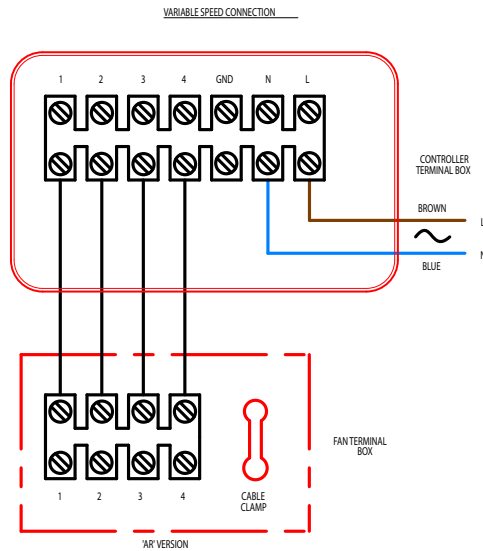 VARIABLE SPEED CONNECTION
1 2 3 4 GND N L
CONTROLLER
TERMINAL BOX
BROWN
L
BLUE
N
FAN TERMINAL
BOX
1 2 3 4
CABLE
CLAMP
'AR' VERSION